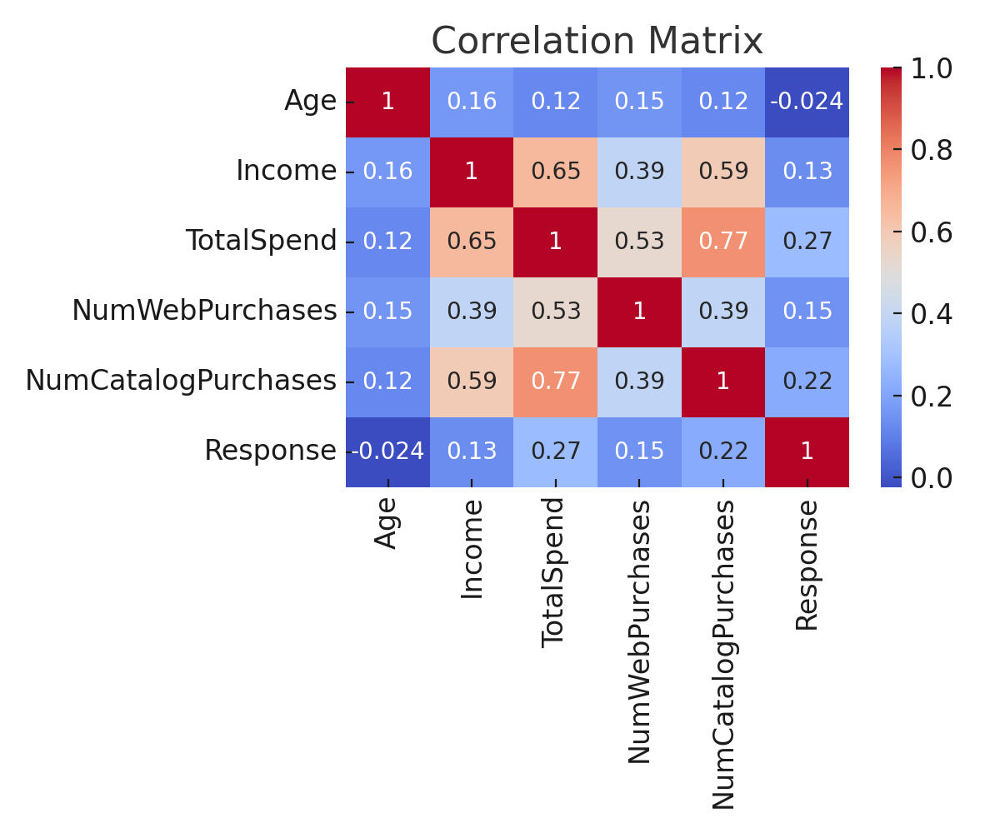 Correlation Matrix
Age 1 0.16 0.12 0.15 0.12 -0.024
Income 0.16 1 0.65 0.39 0.59 0.13
TotalSpend 0.12 0.65 1 0.53 0.77 0.27
NumWebPurchases 0.15 0.39 0.53 1 0.39 0.15
NumCatalogPurchases 0.12 0.59 0.77 0.39 1 0.22
Response -0.024 0.13 0.27 0.15 0.22 1
Age
Income
TotalSpend
NumWebPurchases
NumCatalogPurchases
Response
1.0
0.8
0.6
0.4
0.2
0.0